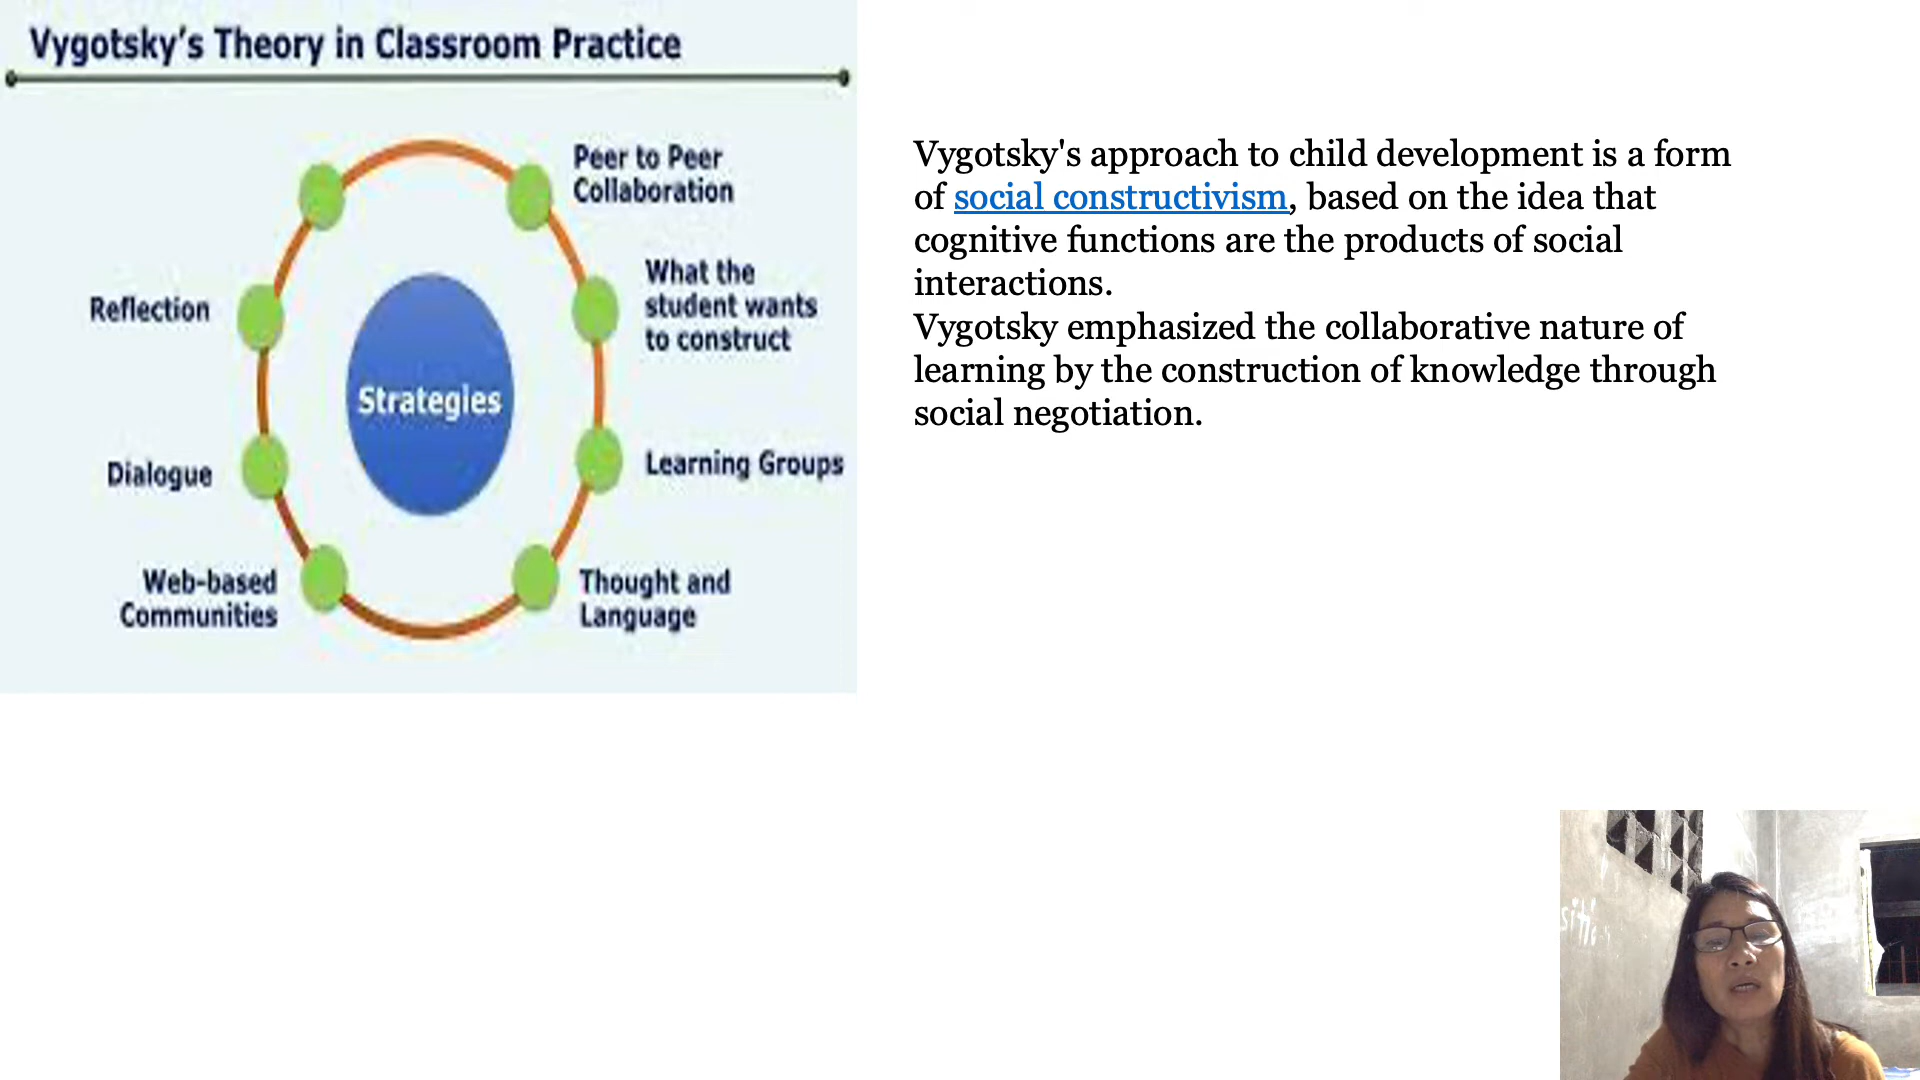 Vygotsky's Theory in Classroom Practice
Peer to Peer
Collaboration
What the
student wants
to construct
Learning Groups
Thought and
Language
Web-based
Communities
Dialogue
Reflection
Strategies
Vygotsky's approach to child development is a form
of social constructivism, based on the idea that
cognitive functions are the products of social
interactions.
Vygotsky emphasized the collaborative nature of
learning by the construction of knowledge through
social negotiation.